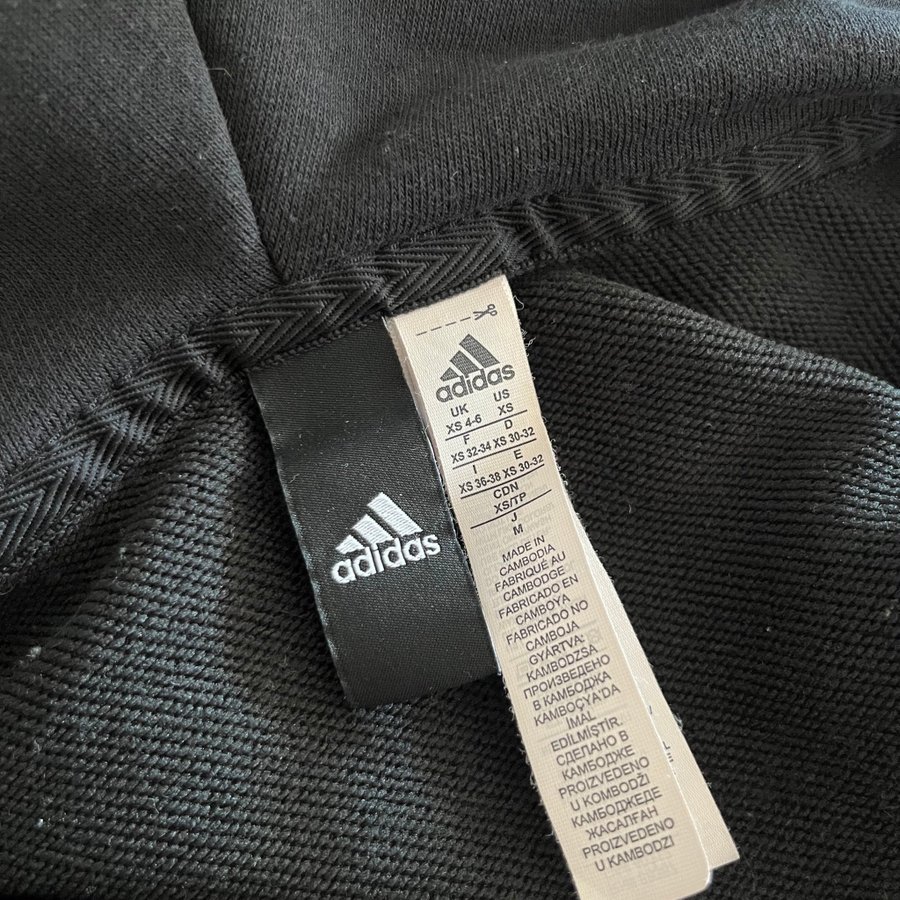 adidas
adidas
UK US
XS 4-6 XS
F D
XS 32-34 XS 30-32
I E
XS 36-38 XS 30-32
CDN
XS/TP
J
M
MADE IN
CAMBODIA
FABRIQUÉ AU
CAMBODGE
FABRICADO EN
CAMBOYA
FABRICADO NO
CAMBOJA
GYÁRTVA:
KAMBODZSA
ПРОИЗВЕДЕНО
В КАМБОДЖА
KAMBOÇYA'DA
İMAL
EDİLMİŞTİR.
СДЕЛАНО В
КАМБОДЖЕ
PROIZVEDENO
U KOMBODŽI
КАМБОДЖЕДЕ
ЖАСАЛҒАН
PROIZVEDENO
U KAMBODZI